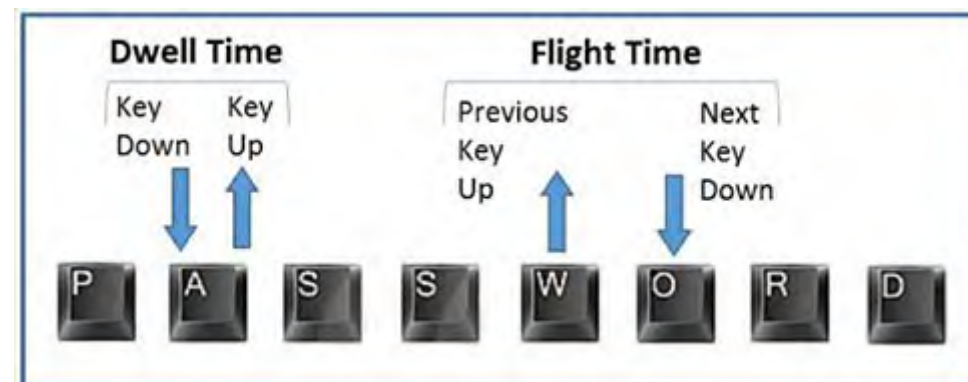 Dwell Time
Key Key
Down Up
Flight Time
Previous Next
Key Key
Up Down
P A S S W O R D